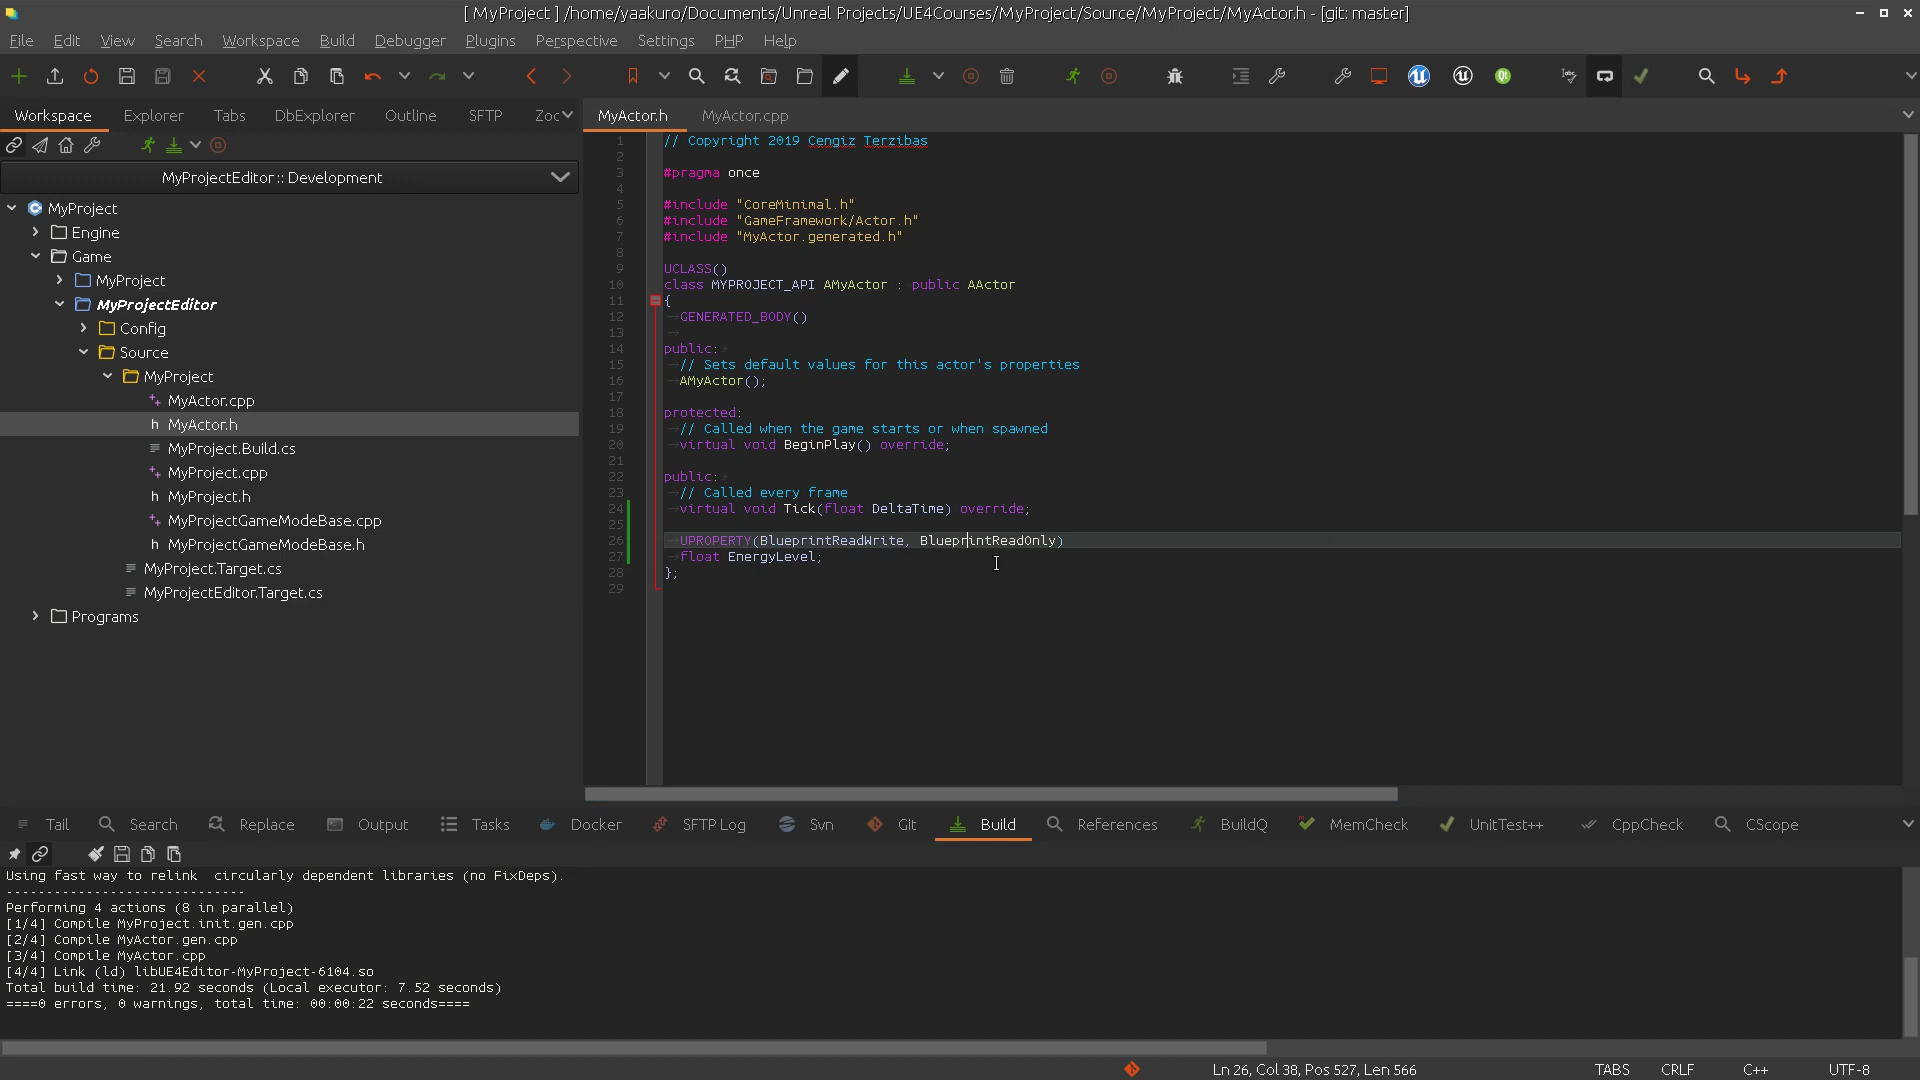 [ MyProject ] /home/yaakuro/Documents/Unreal Projects/UE4Courses/MyProject/Source/MyProject/MyActor.h - [git: master]
File Edit View Search Workspace Build Debugger Plugins Perspective Settings PHP Help
Workspace Explorer Tabs DbExplorer Outline SFTP Zoo
MyProjectEditor :: Development
MyProject
Engine
Game
MyProject
MyProjectEditor
Config
Source
MyProject
MyActor.cpp
h MyActor.h
MyProject.Build.cs
MyProject.cpp
h MyProject.h
MyProjectGameModeBase.cpp
h MyProjectGameModeBase.h
MyProject.Target.cs
MyProjectEditor.Target.cs
Programs
MyActor.h MyActor.cpp
1 // Copyright 2019 Cengiz Terzibas
2
3 #pragma once
4
5 #include "CoreMinimal.h"
6 #include "GameFramework/Actor.h"
7 #include "MyActor.generated.h"
8
9 UCLASS()
10 class MYPROJECT_API AMyActor : public AActor
11 {
12 GENERATED_BODY()
13
14 public:
15 // Sets default values for this actor's properties
16 AMyActor();
17
18 protected:
19 // Called when the game starts or when spawned
20 virtual void BeginPlay() override;
21
22 public:
23 // Called every frame
24 virtual void Tick(float DeltaTime) override;
25
26 UPROPERTY(BlueprintReadWrite, BlueprintReadOnly)
27 float EnergyLevel;
28 };
29
Tail Search Replace Output Tasks Docker SFTP Log Svn Git Build References BuildQ MemCheck UnitTest++ CppCheck CScope
Using fast way to relink  circularly dependent libraries (no FixDeps).
------------------------------
Performing 4 actions (8 in parallel)
[1/4] Compile MyProject.init.gen.cpp
[2/4] Compile MyActor.gen.cpp
[3/4] Compile MyActor.cpp
[4/4] Link (ld) libUE4Editor-MyProject-6104.so
Total build time: 21.92 seconds (Local executor: 7.52 seconds)
====0 errors, 0 warnings, total time: 00:00:22 seconds====
Ln 26, Col 38, Pos 527, Len 566 TABS CRLF C++ UTF-8